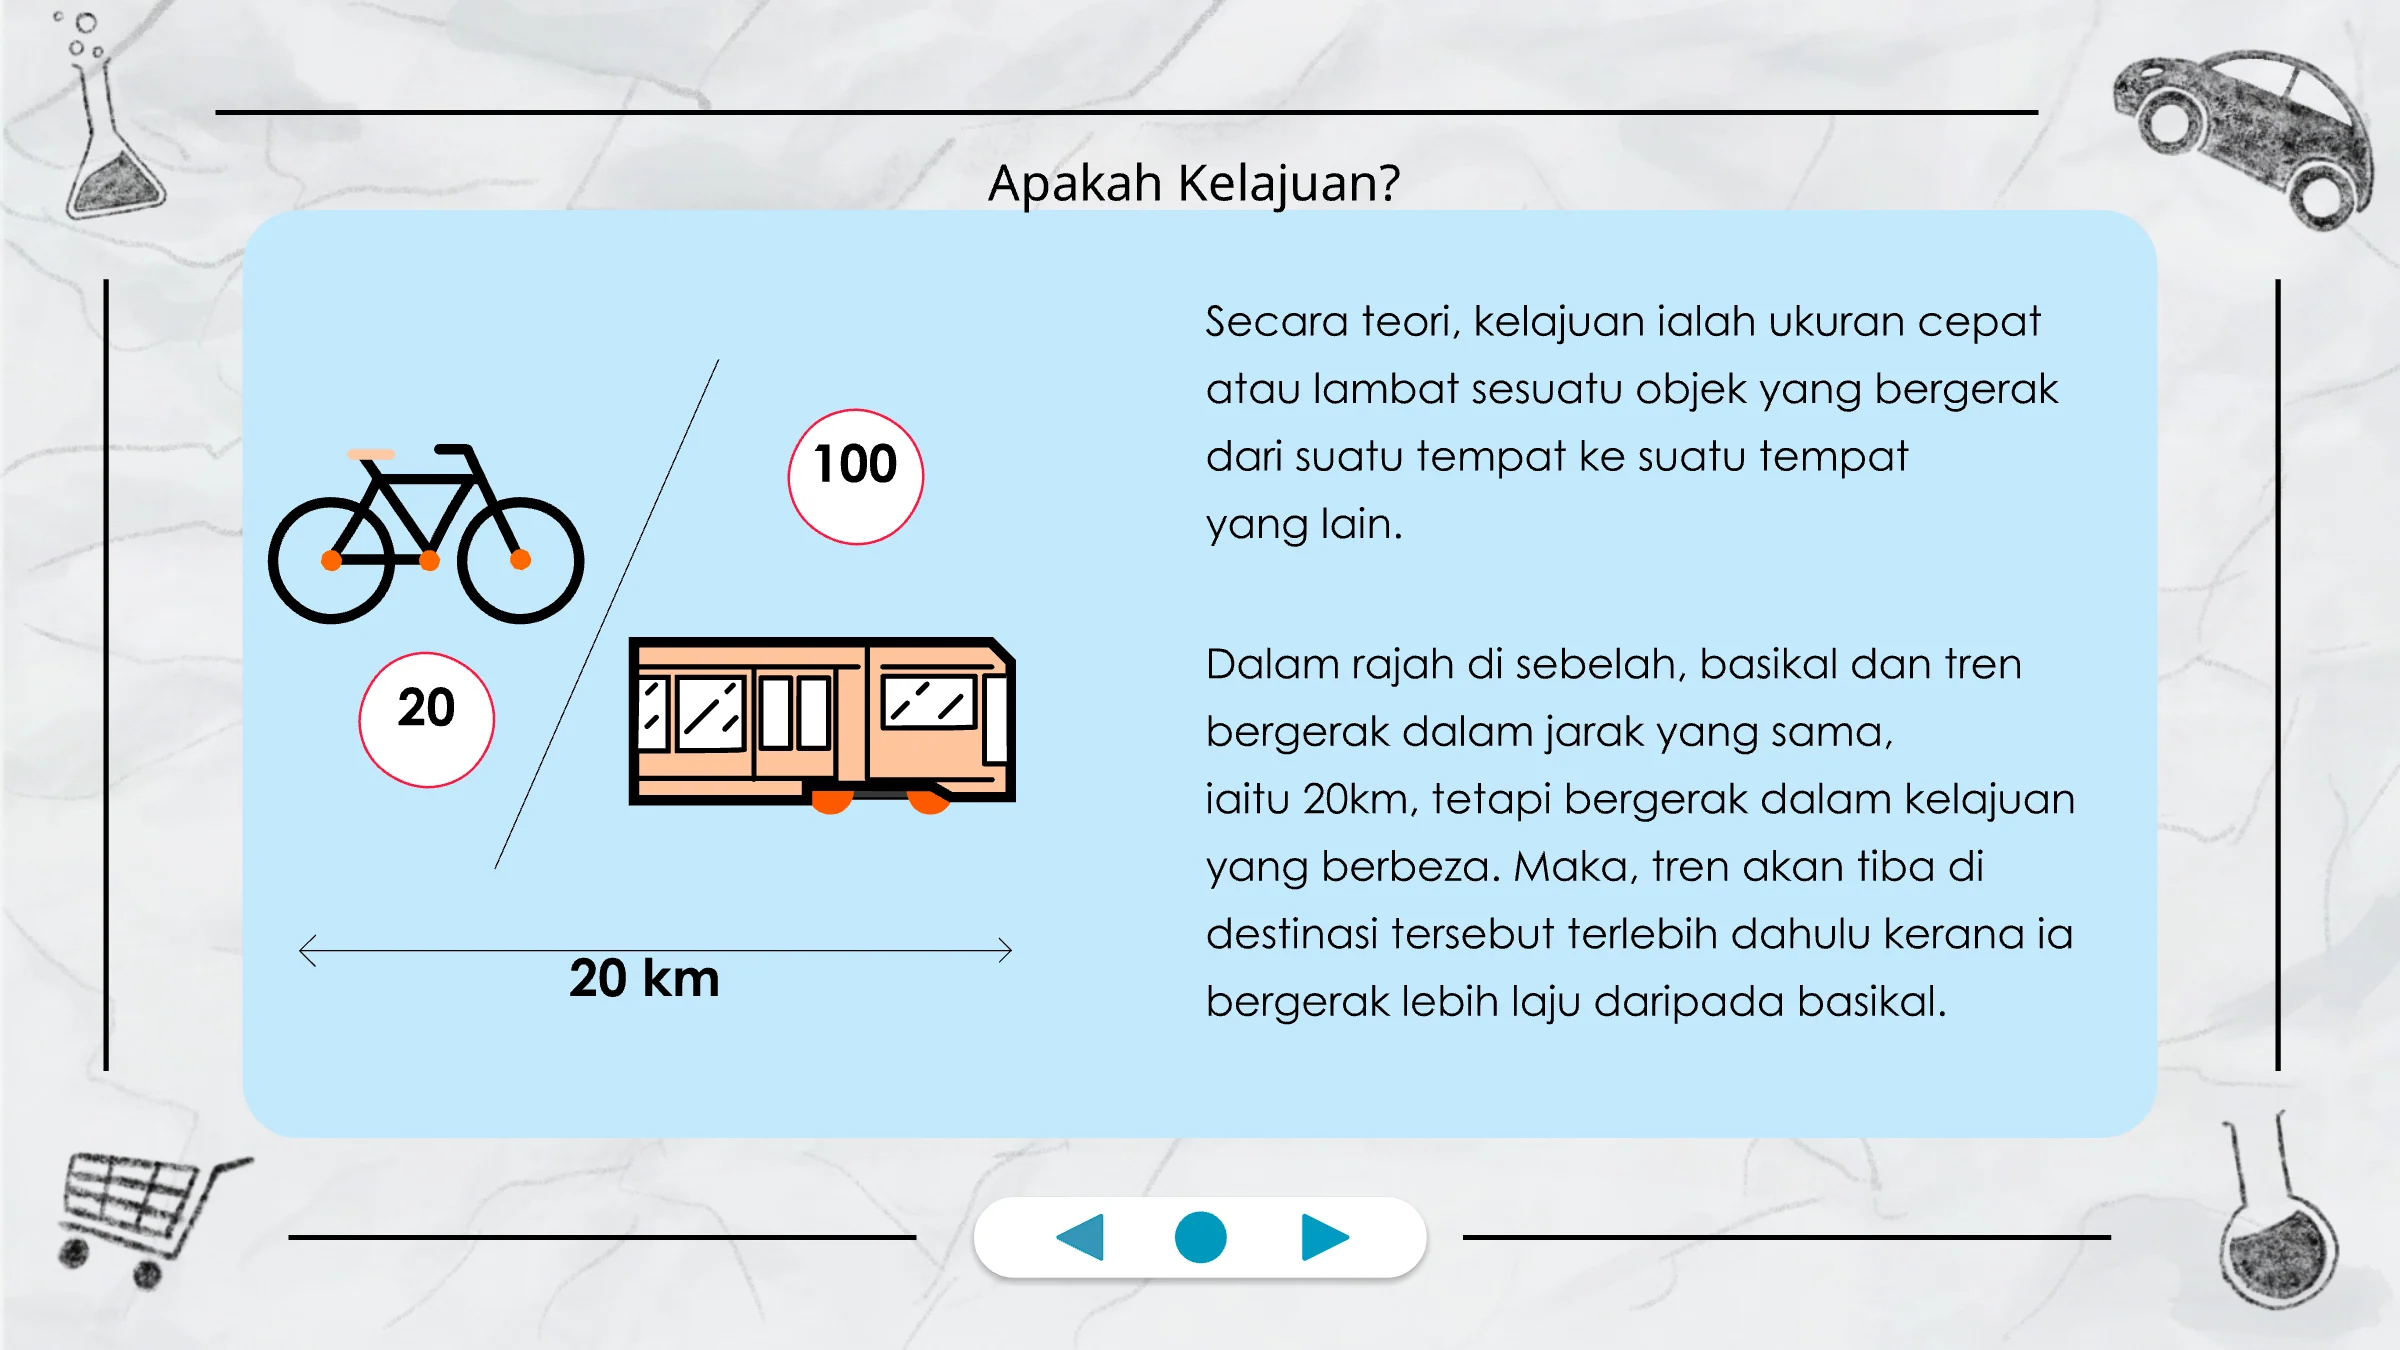 Apakah Kelajuan?
100
20
20 km
Secara teori, kelajuan ialah ukuran cepat
atau lambat sesuatu objek yang bergerak
dari suatu tempat ke suatu tempat
yang lain.
Dalam rajah di sebelah, basikal dan tren
bergerak dalam jarak yang sama,
iaitu 20km, tetapi bergerak dalam kelajuan
yang berbeza. Maka, tren akan tiba di
destinasi tersebut terlebih dahulu kerana ia
bergerak lebih laju daripada basikal.